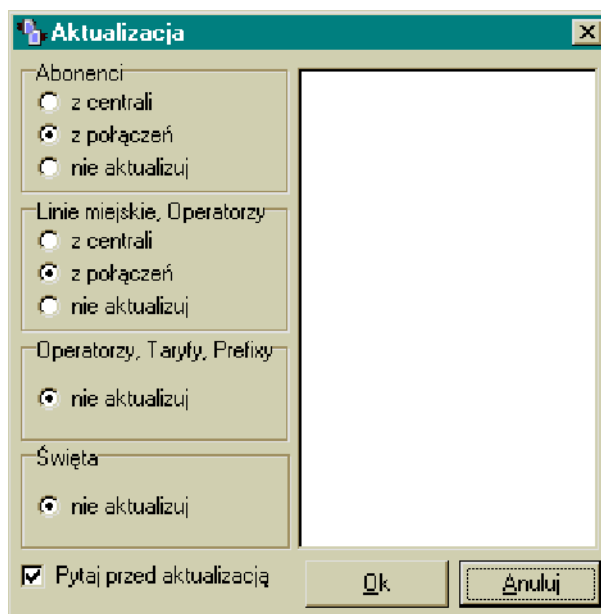 Aktualizacja
Abonenci
z centrali
z połączeń
nie aktualizuj
Linie miejskie, Operatorzy
z centrali
z połączeń
nie aktualizuj
Operatorzy, Taryfy, Prefixy
nie aktualizuj
Święta
nie aktualizuj
Pytaj przed aktualizacją
Ok
Anuluj